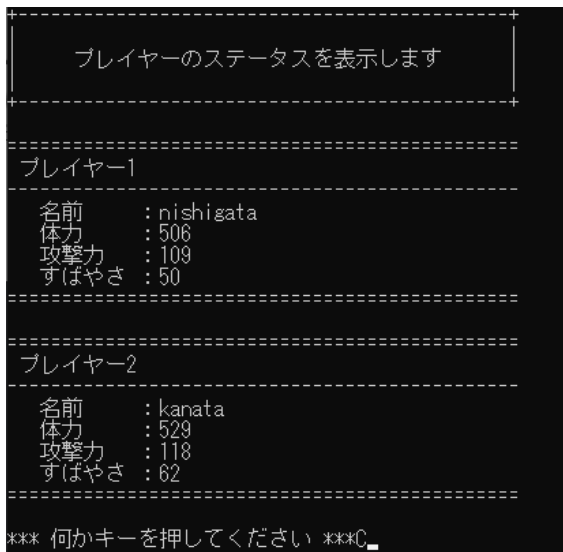 +----------------------------------------------+
| プレイヤーのステータスを表示します |
+----------------------------------------------+
===============================================
プレイヤー1
-----------------------------------------------
名前 :nishigata
体力 :506
攻撃力 :109
すばやさ :50
===============================================
===============================================
プレイヤー2
-----------------------------------------------
名前 :kanata
体力 :529
攻撃力 :118
すばやさ :62
===============================================
*** 何かキーを押してください ***C_